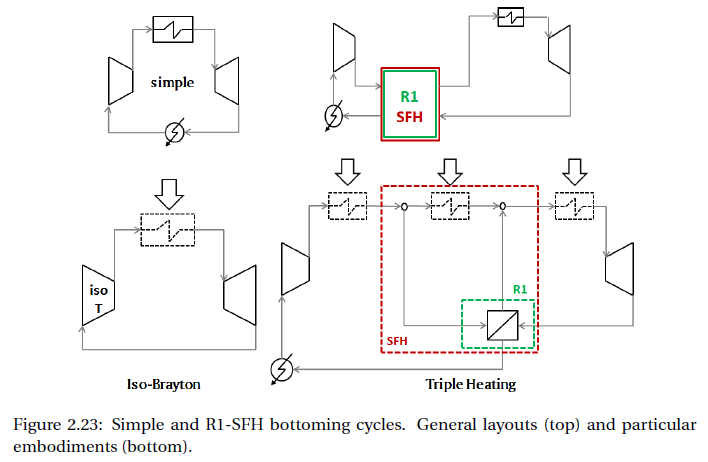 simple
R1
SFH
iso
T
R1
SFH
Iso-Brayton
Triple Heating
Figure 2.23: Simple and R1-SFH bottoming cycles. General layouts (top) and particular
embodiments (bottom).